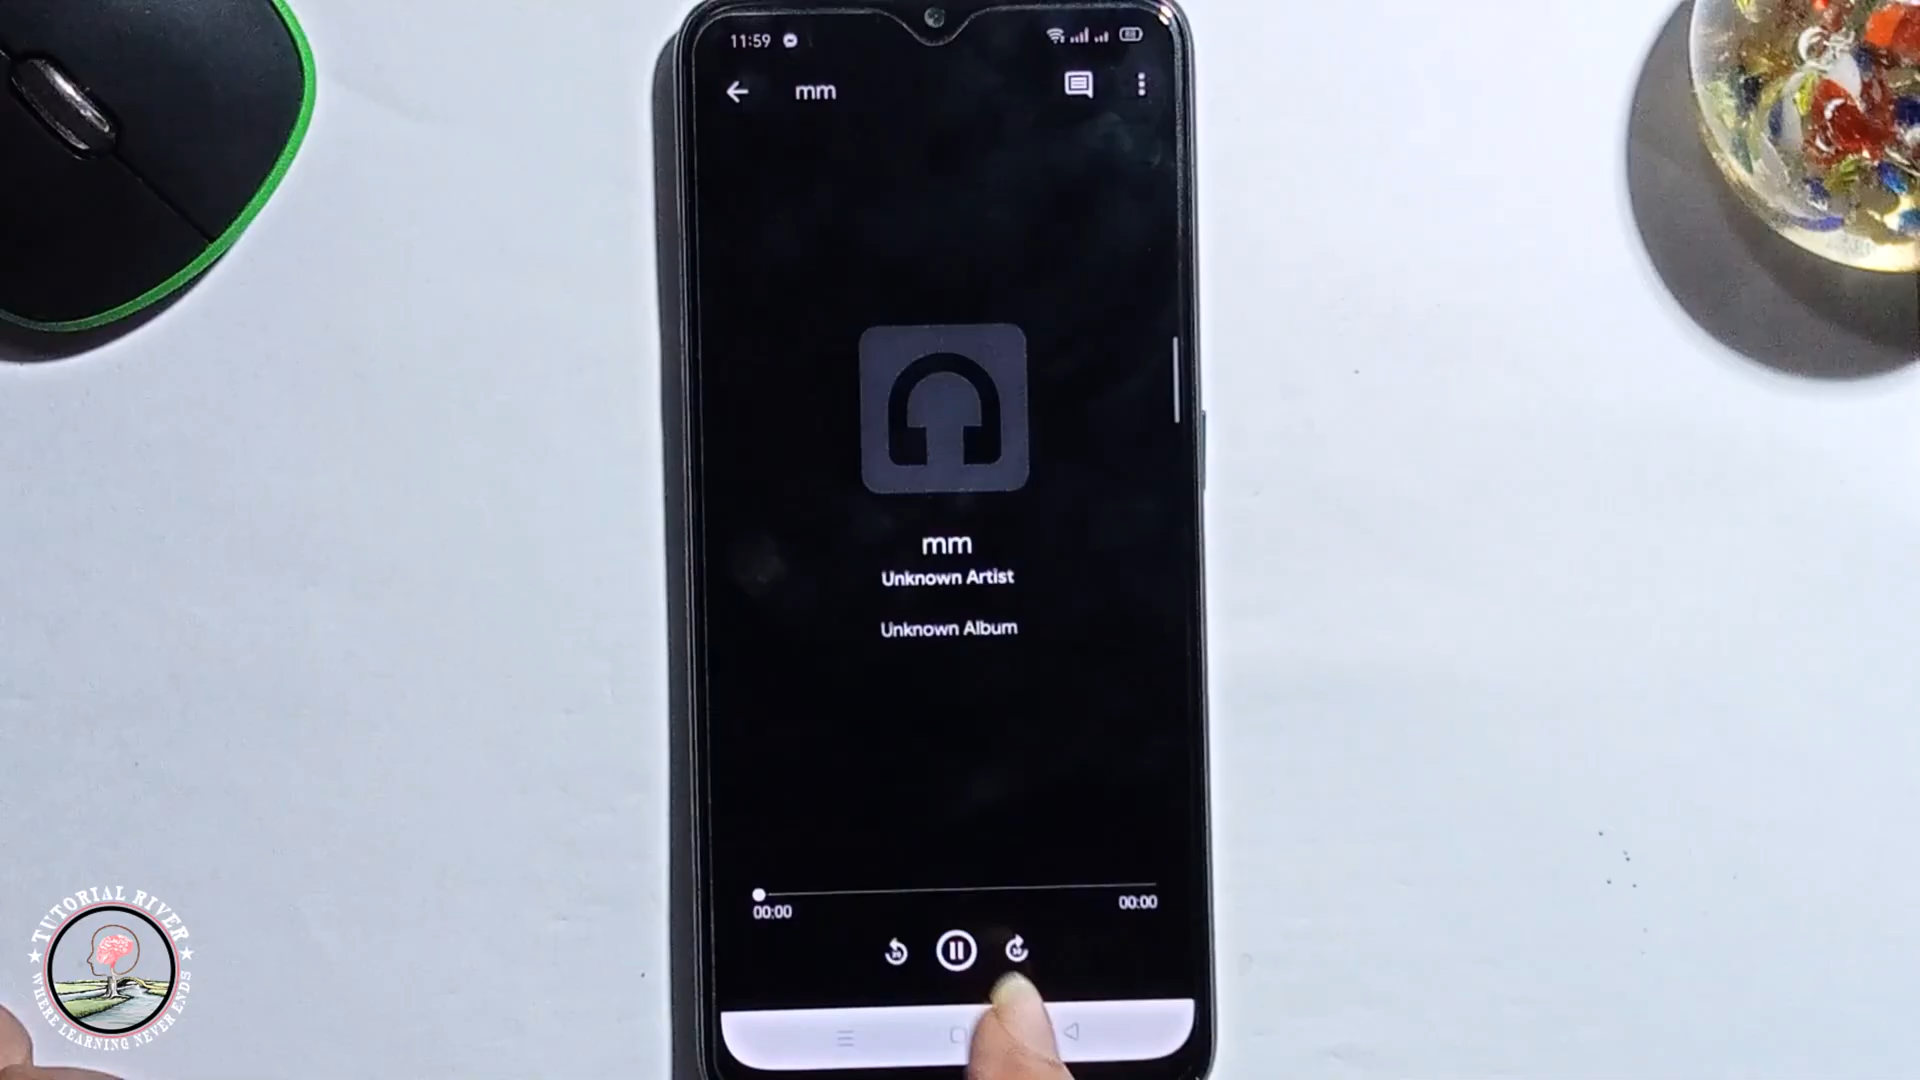 11:59
mm
mm
Unknown Artist
Unknown Album
00:00
00:00
TUTORIAL RIVER
WHERE LEARNING NEVER ENDS